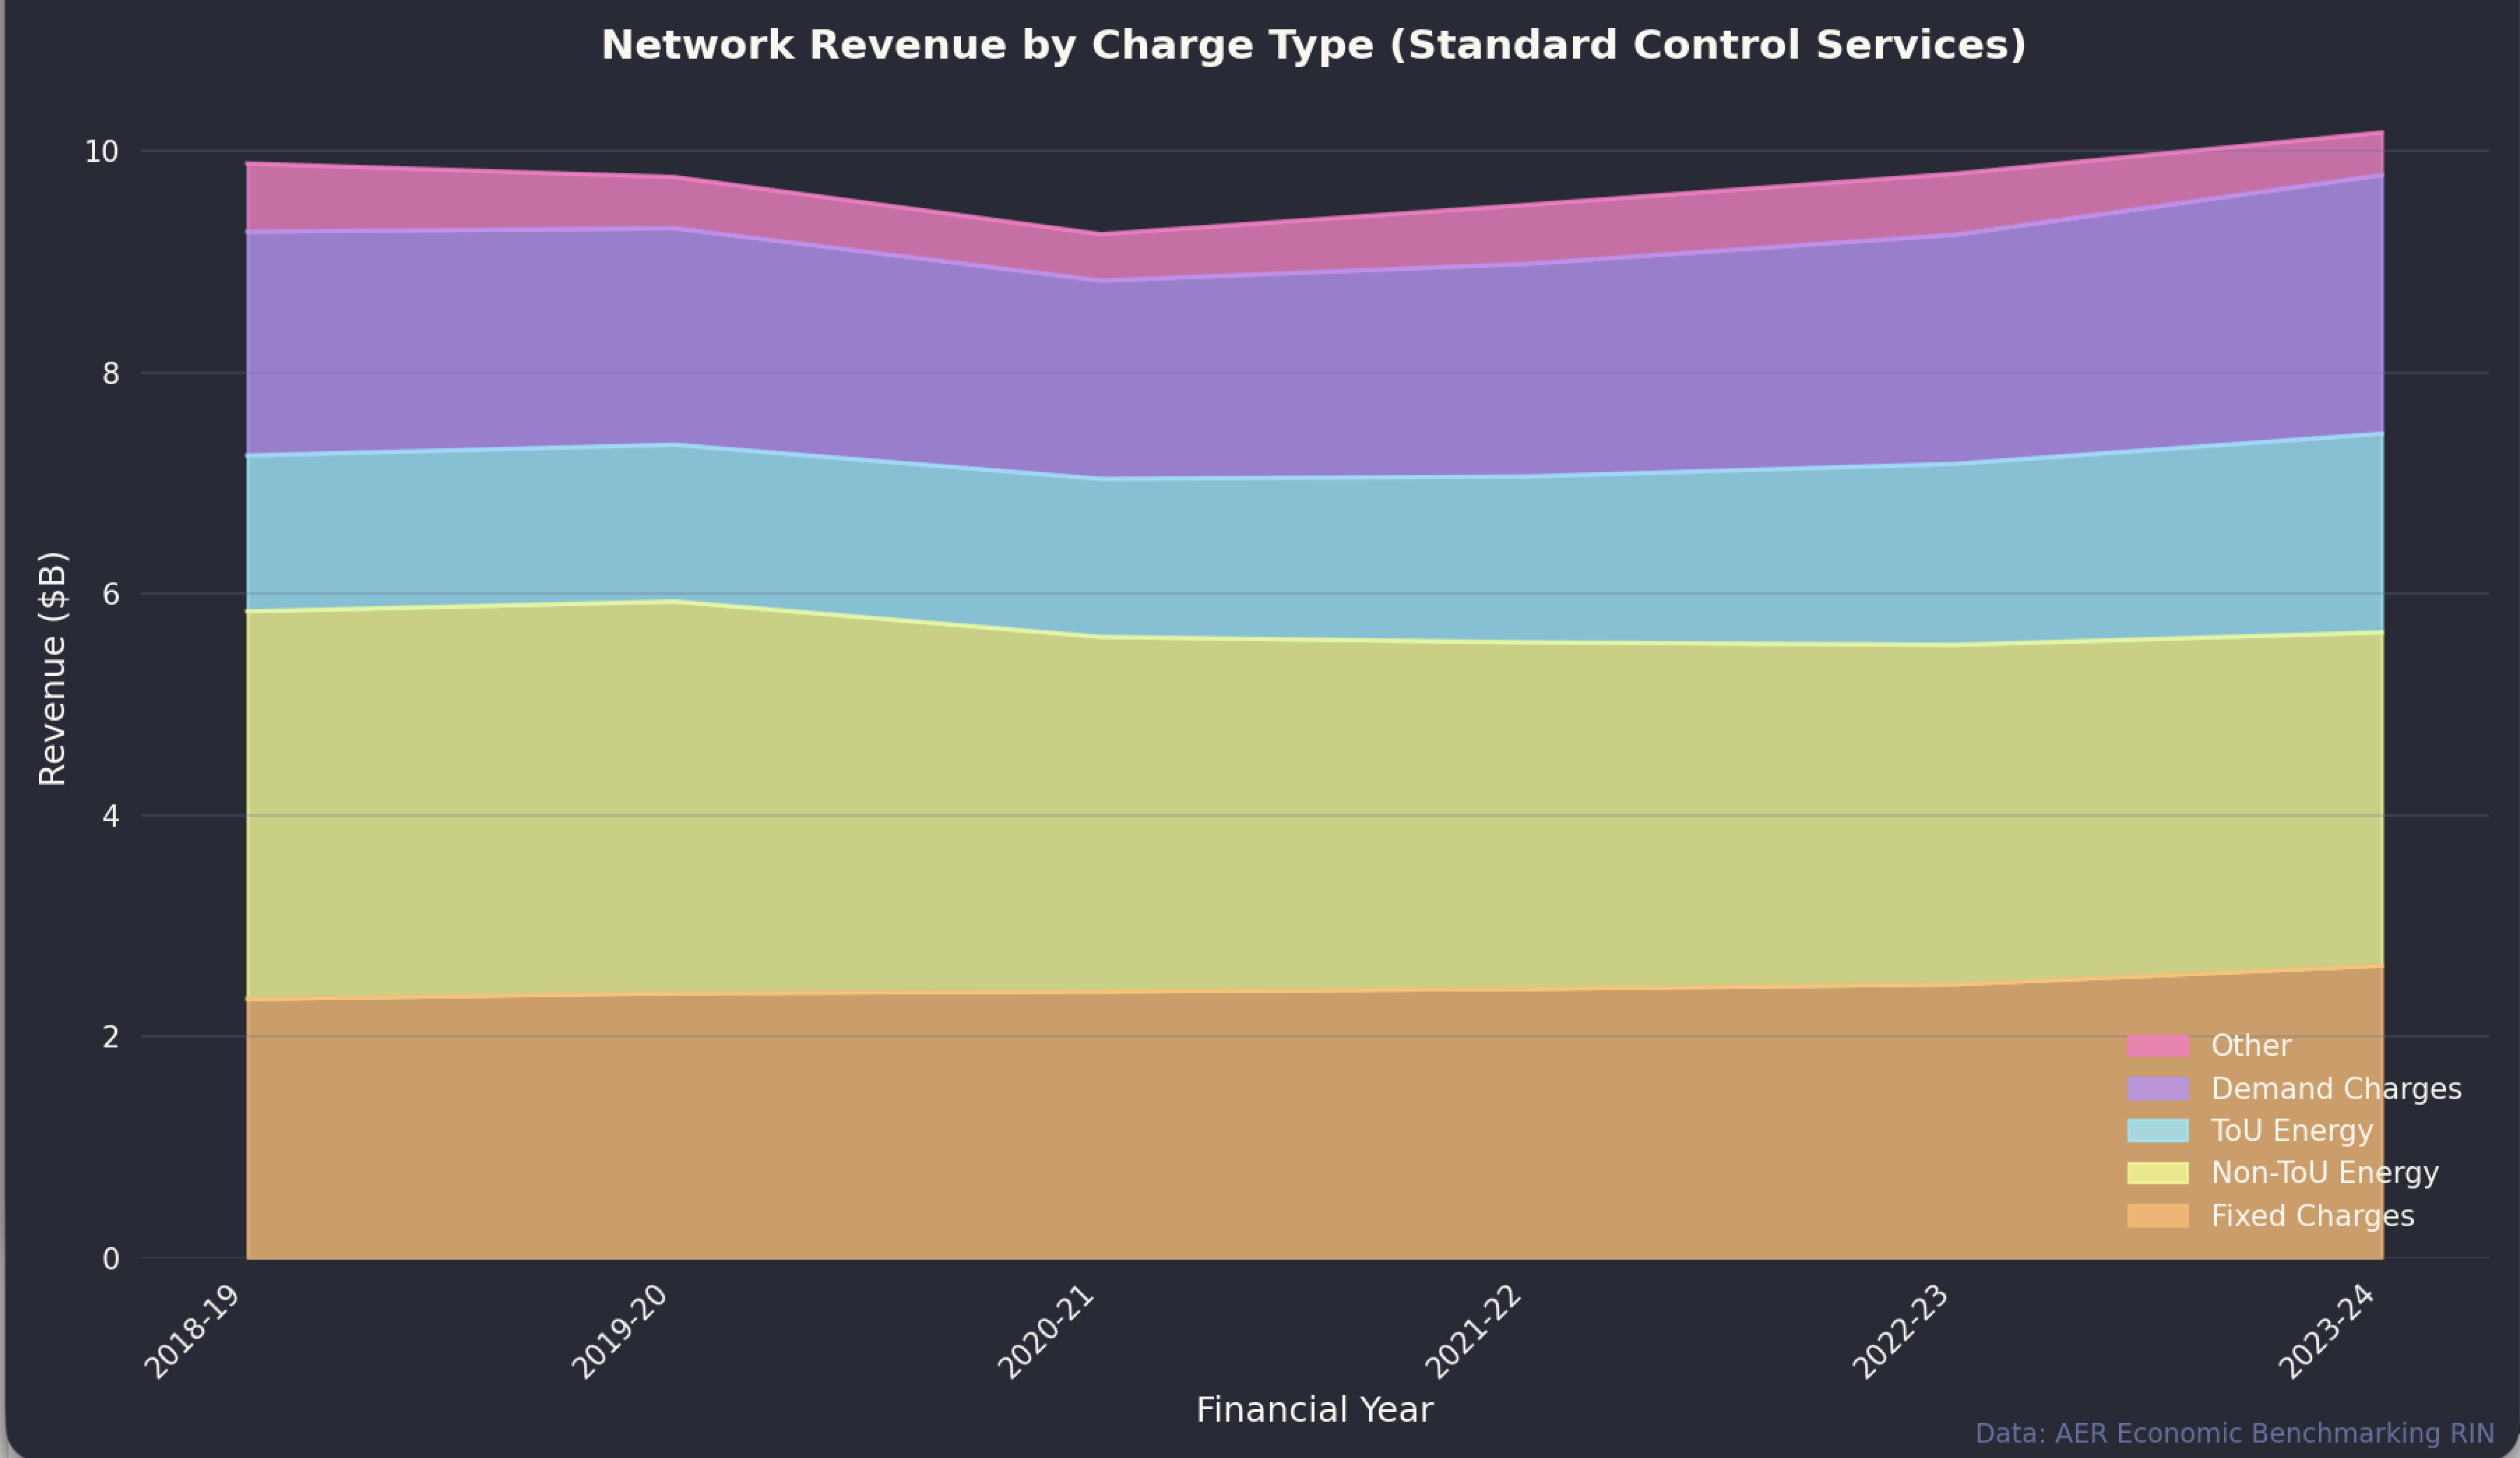 Network Revenue by Charge Type (Standard Control Services)
Revenue ($B)
10
8
6
4
2
0
Other
Demand Charges
ToU Energy
Non-ToU Energy
Fixed Charges
2018-19
2019-20
2020-21
2021-22
2022-23
2023-24
Financial Year
Data: AER Economic Benchmarking RIN